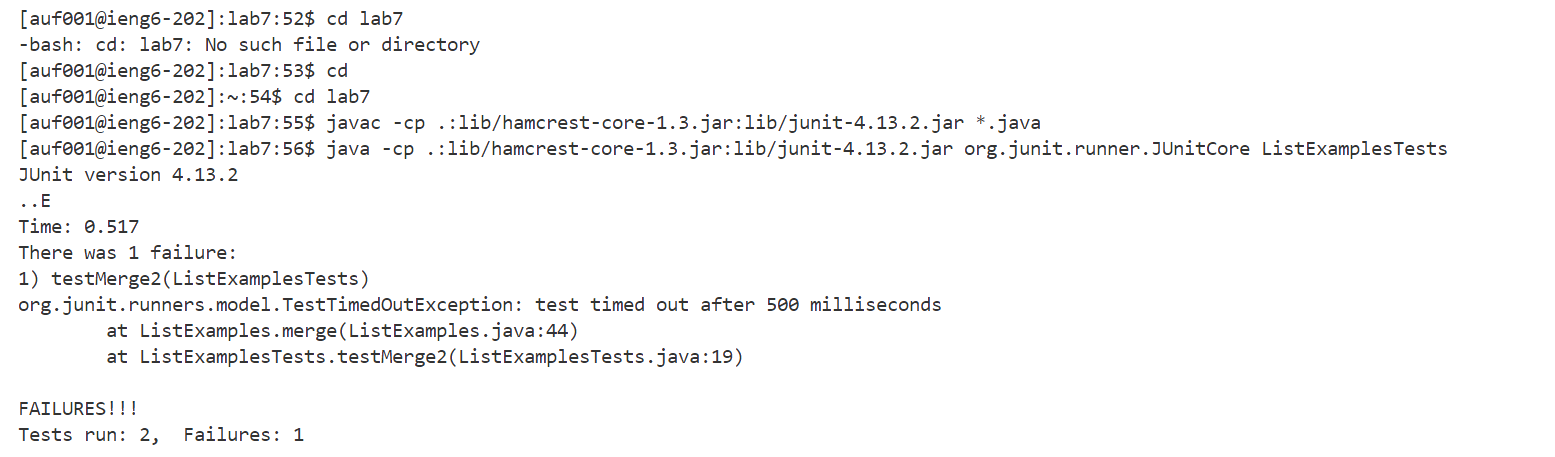 [auf001@ieng6-202]:lab7:52$ cd lab7
-bash: cd: lab7: No such file or directory
[auf001@ieng6-202]:lab7:53$ cd
[auf001@ieng6-202]:~:54$ cd lab7
[auf001@ieng6-202]:lab7:55$ javac -cp .:lib/hamcrest-core-1.3.jar:lib/junit-4.13.2.jar *.java
[auf001@ieng6-202]:lab7:56$ java -cp .:lib/hamcrest-core-1.3.jar:lib/junit-4.13.2.jar org.junit.runner.JUnitCore ListExamplesTests
JUnit version 4.13.2
..E
Time: 0.517
There was 1 failure:
1) testMerge2(ListExamplesTests)
org.junit.runners.model.TestTimedOutException: test timed out after 500 milliseconds
        at ListExamples.merge(ListExamples.java:44)
        at ListExamplesTests.testMerge2(ListExamplesTests.java:19)

FAILURES!!!
Tests run: 2,  Failures: 1